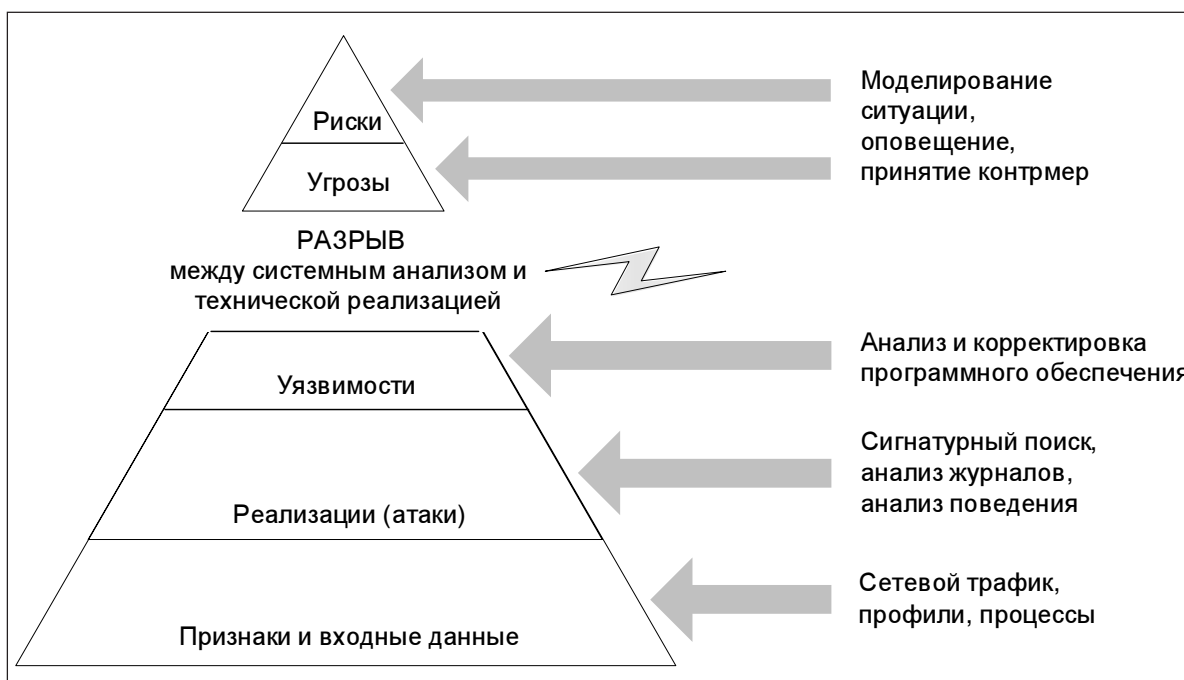 Риски
Угрозы
Моделирование
ситуации,
оповещение,
принятие контрмер
РАЗРЫВ
между системным анализом и
технической реализацией
Уязвимости
Анализ и корректировка
программного обеспечения
Реализации (атаки)
Сигнатурный поиск,
анализ журналов,
анализ поведения
Признаки и входные данные
Сетевой трафик,
профили, процессы